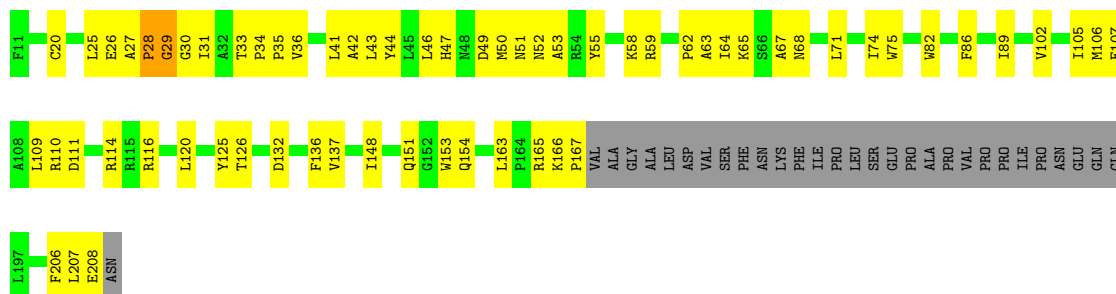 F11 C20 L25 E26 A27 P28 G29 G30 I31 A32 T33 P34 P35 V36 L41 A42 L43 Y44 L45 L46 H47 N48 D49 M50 N51 N52 A53 R54 Y55 K58 R59 P62 A63 I64 K65 S66 A67 N68 L71 I74 W75 W82 F86 I89 V102 I105 M106 E107
A108 L109 R110 D111 R114 R115 R116 L120 Y125 T126 D132 F136 V137 I148 Q151 G152 W153 Q154 L163 P164 R165 K166 P167 VAL ALA GLY ALA LEU ASP VAL SER PHE ASN LYS PHE ILE PRO LEU SER GLU PRO ALA PRO VAL PRO PRO ILE PRO ASN GLU GLN GLN
L197 F206 L207 E208 ASN